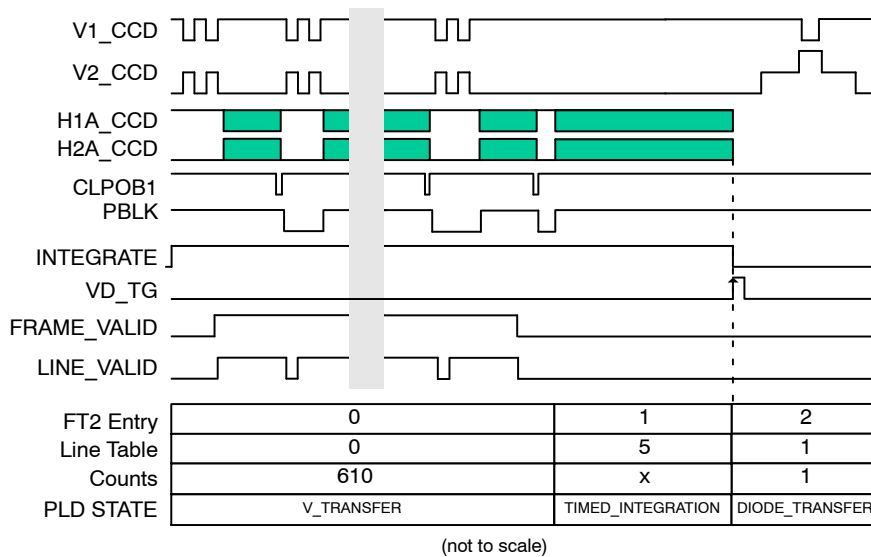 V1_CCD
V2_CCD
H1A_CCD
H2A_CCD
CLPOB1
PBLK
INTEGRATE
VD_TG
FRAME_VALID
LINE_VALID
FT2 Entry 0 1 2
Line Table 0 5 1
Counts 610 x 1
PLD STATE V_TRANSFER TIMED_INTEGRATION DIODE_TRANSFER
(not to scale)